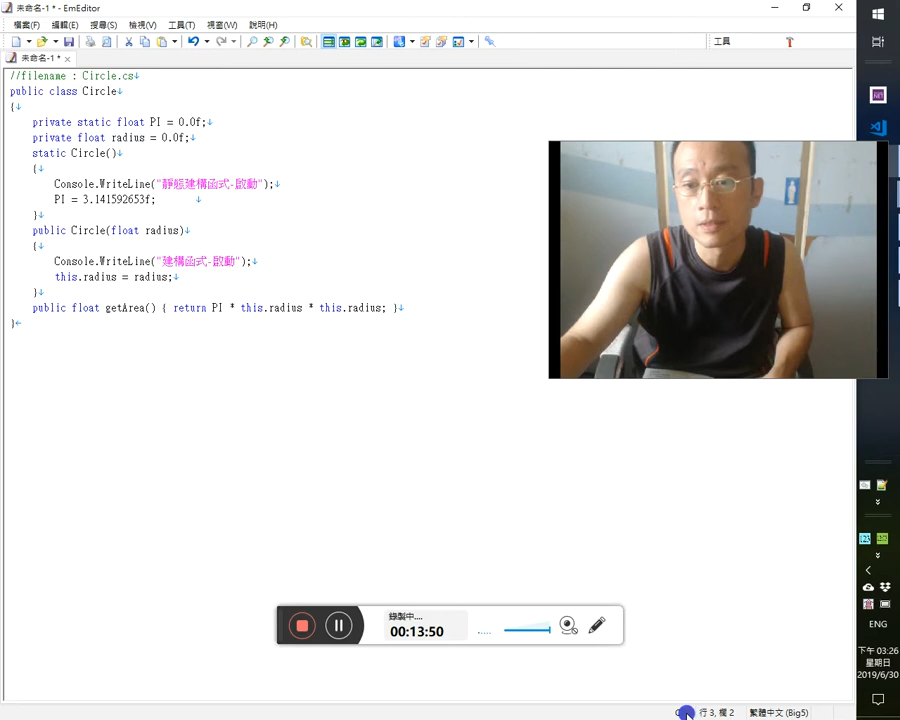 未命名-1 * - EmEditor
檔案(F) 編輯(E) 搜尋(S) 檢視(V) 工具(T) 視窗(W) 說明(H)
工具
未命名-1 *
//filename : Circle.cs
public class Circle
{
private static float PI = 0.0f;
private float radius = 0.0f;
static Circle()
{
Console.WriteLine("靜態建構函式-啟動");
PI = 3.141592653f;
}
public Circle(float radius)
{
Console.WriteLine("建構函式-啟動");
this.radius = radius;
}
public float getArea() { return PI * this.radius * this.radius; }
}
錄製中....
00:13:50
ENG
下午 03:26
星期日
2019/6/30
行 3, 欄 2
繁體中文 (Big5)